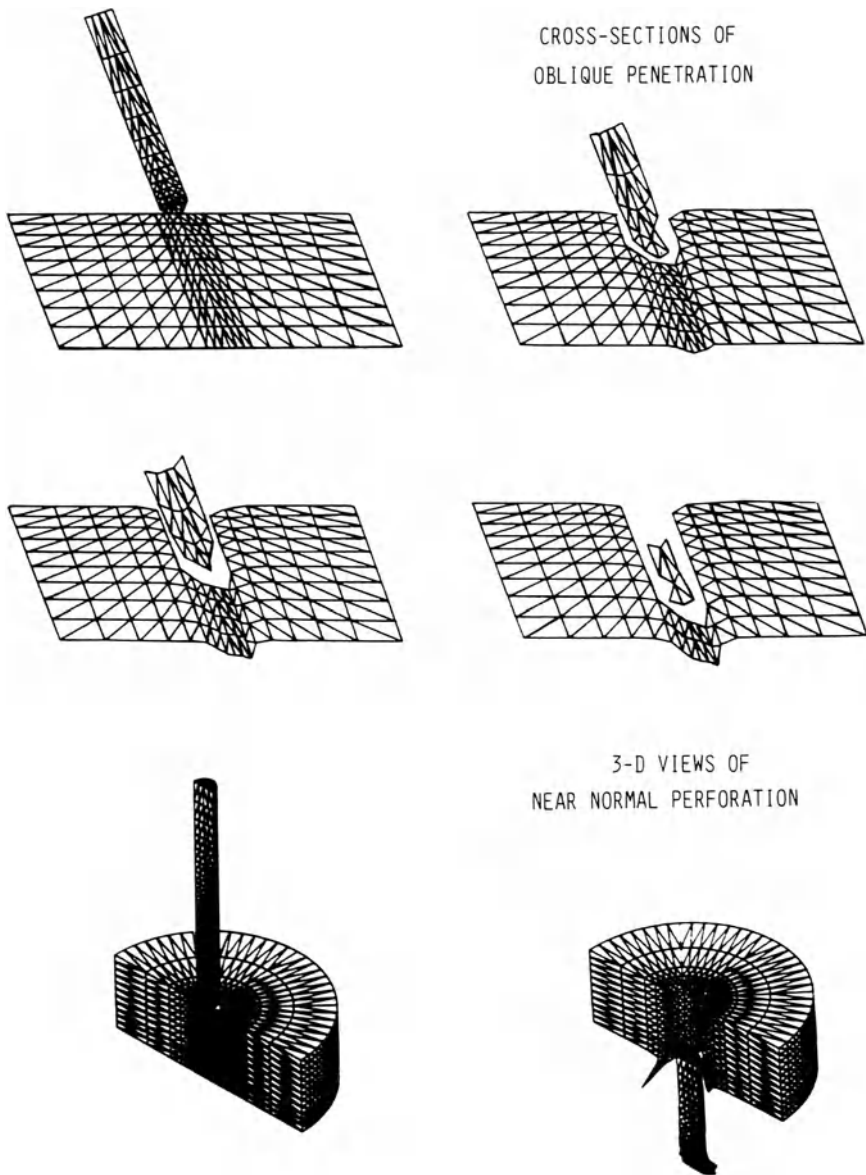 CROSS-SECTIONS OF
OBLIQUE PENETRATION
3-D VIEWS OF
NEAR NORMAL PERFORATION